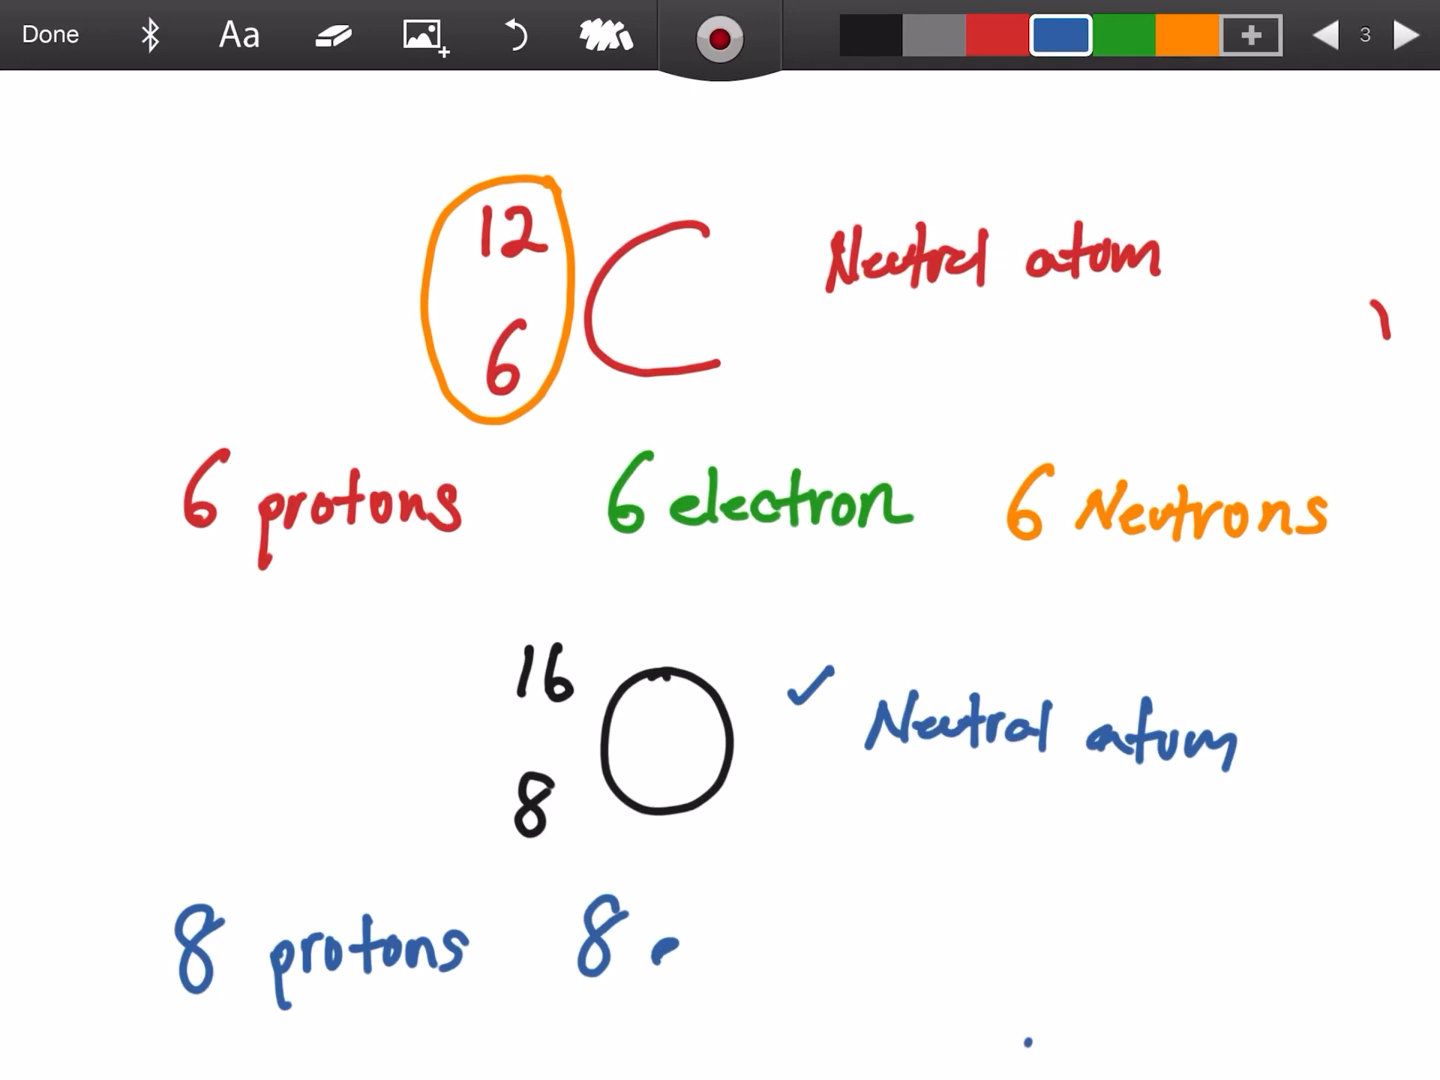 Done Aa 3
12
C Neutral atom
6
6 protons 6 electron 6 Neutrons
16
O Neutral atom
8
8 protons 8